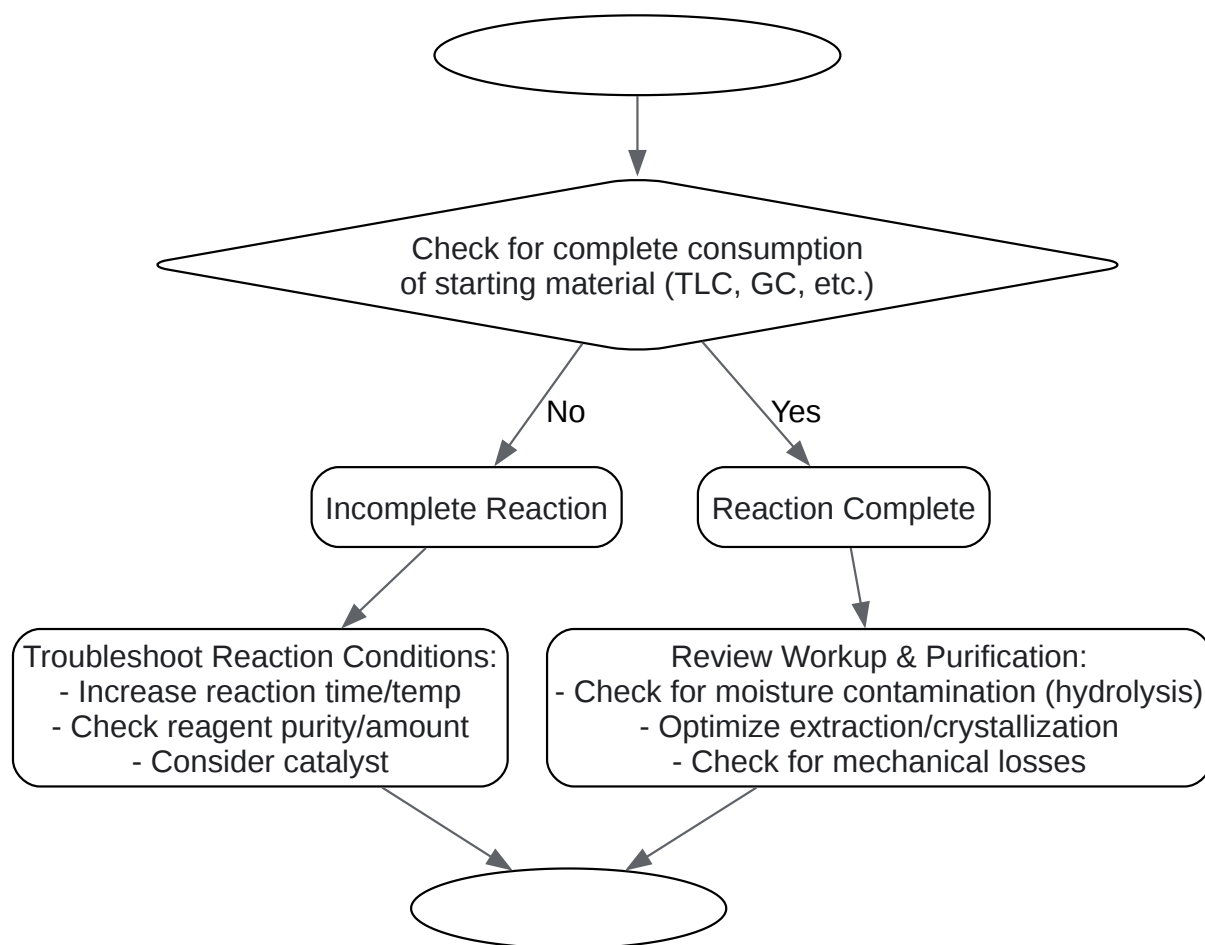 Check for complete consumption
of starting material (TLC, GC, etc.)
No
Yes
Incomplete Reaction
Reaction Complete
Troubleshoot Reaction Conditions:
- Increase reaction time/temp
- Check reagent purity/amount
- Consider catalyst
Review Workup & Purification:
- Check for moisture contamination (hydrolysis)
- Optimize extraction/crystallization
- Check for mechanical losses